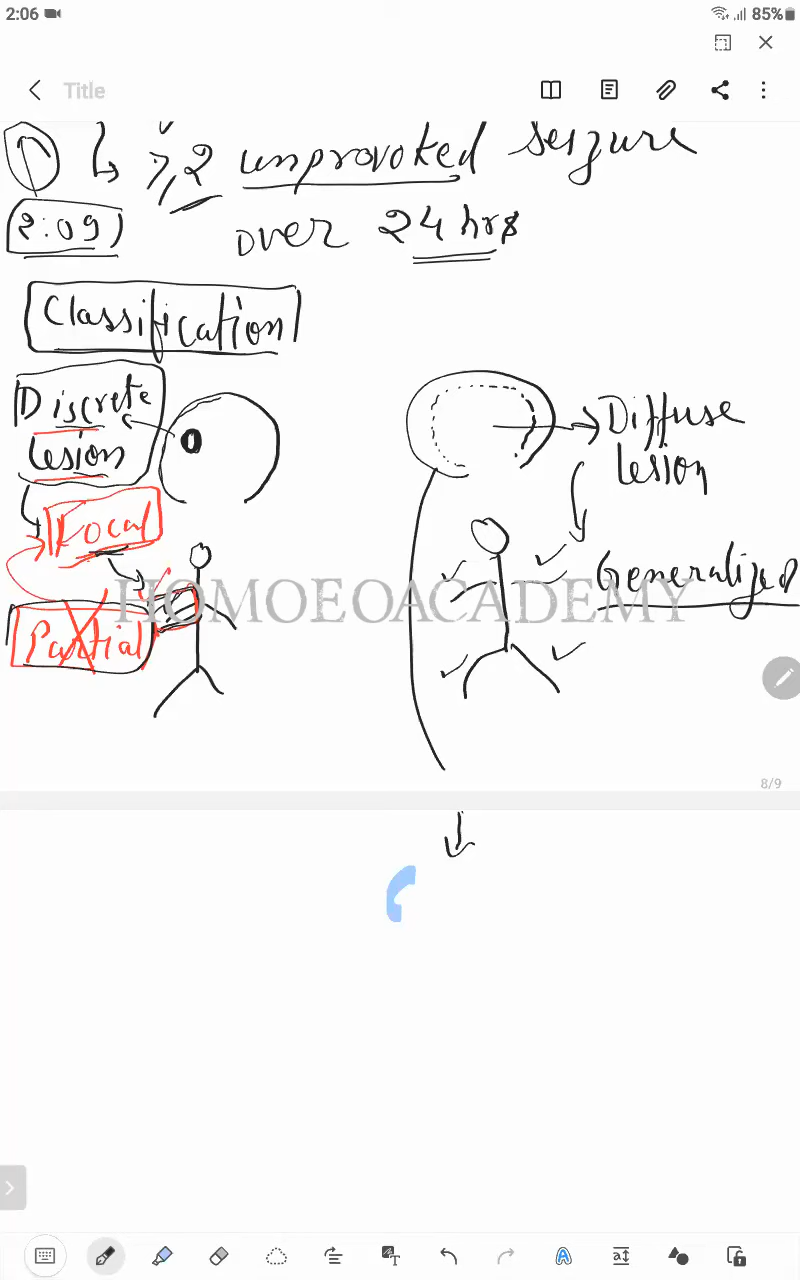 2:06
85%
Title
≥2 unprovoked seizure
2:09
over 24 hrs
Classification
Discrete
lesion
Diffuse
lesion
Focal
Generalized
HOMOEOACADEMY
Partial
8/9